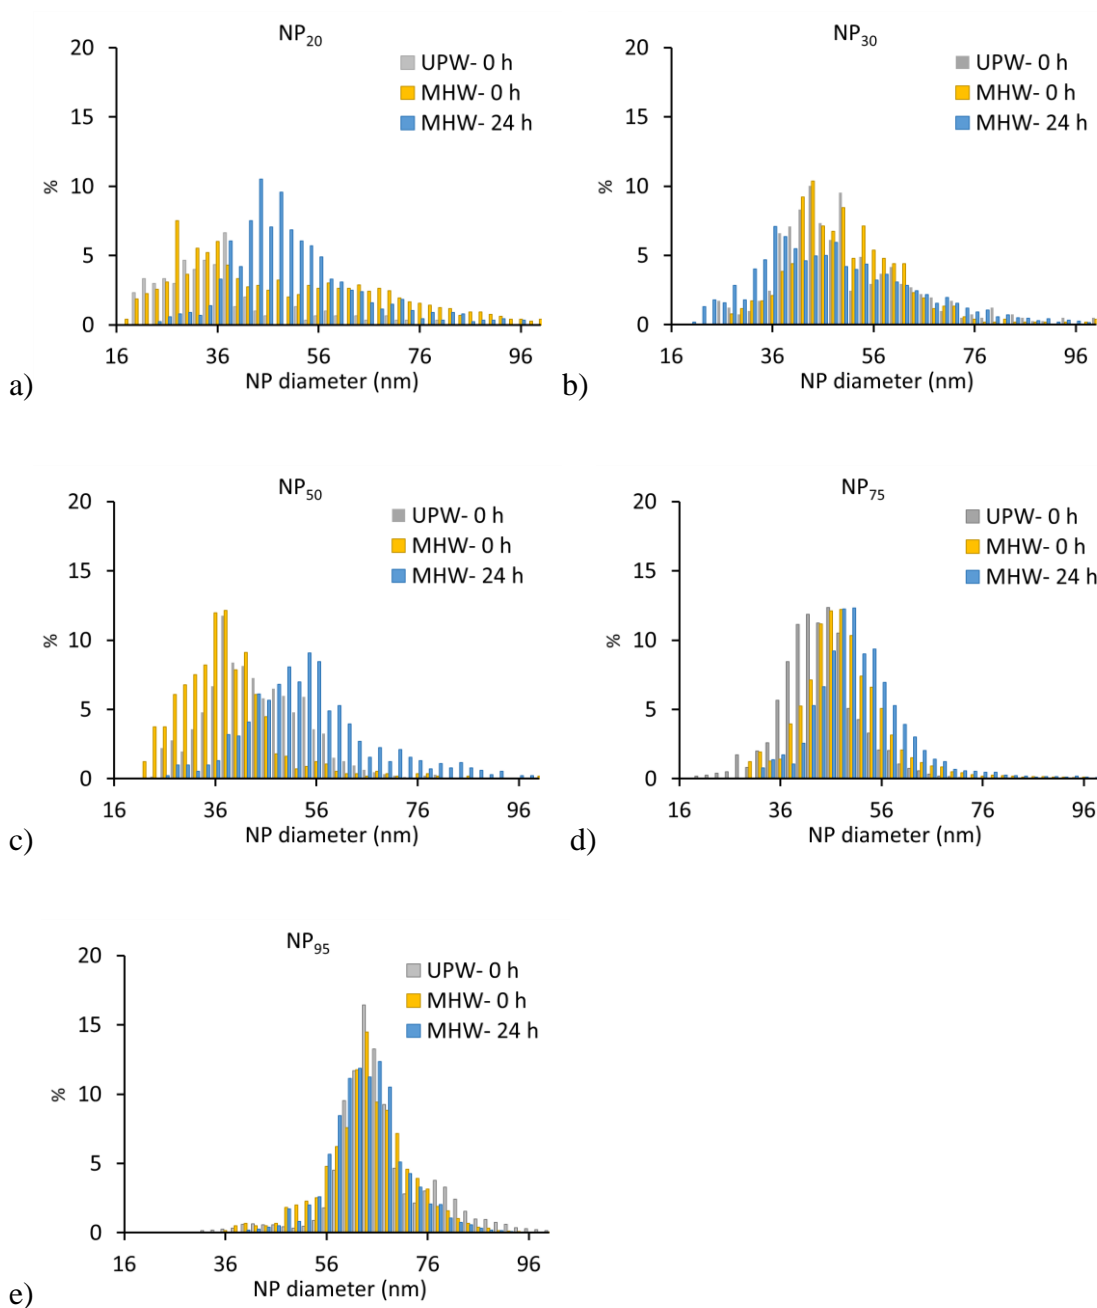 NP20
20
15
10
5
0
%
UPW- 0 h
MHW- 0 h
MHW- 24 h
16 36 56 76 96
NP diameter (nm)
a)
NP30
20
15
10
5
0
%
UPW- 0 h
MHW- 0 h
MHW- 24 h
16 36 56 76 96
NP diameter (nm)
b)
NP50
20
15
10
5
0
%
UPW- 0 h
MHW- 0 h
MHW- 24 h
16 36 56 76 96
NP diameter (nm)
c)
NP75
20
15
10
5
0
%
UPW- 0 h
MHW- 0 h
MHW- 24 h
16 36 56 76 96
NP diameter (nm)
d)
NP95
20
15
10
5
0
%
UPW- 0 h
MHW- 0 h
MHW- 24 h
16 36 56 76 96
NP diameter (nm)
e)